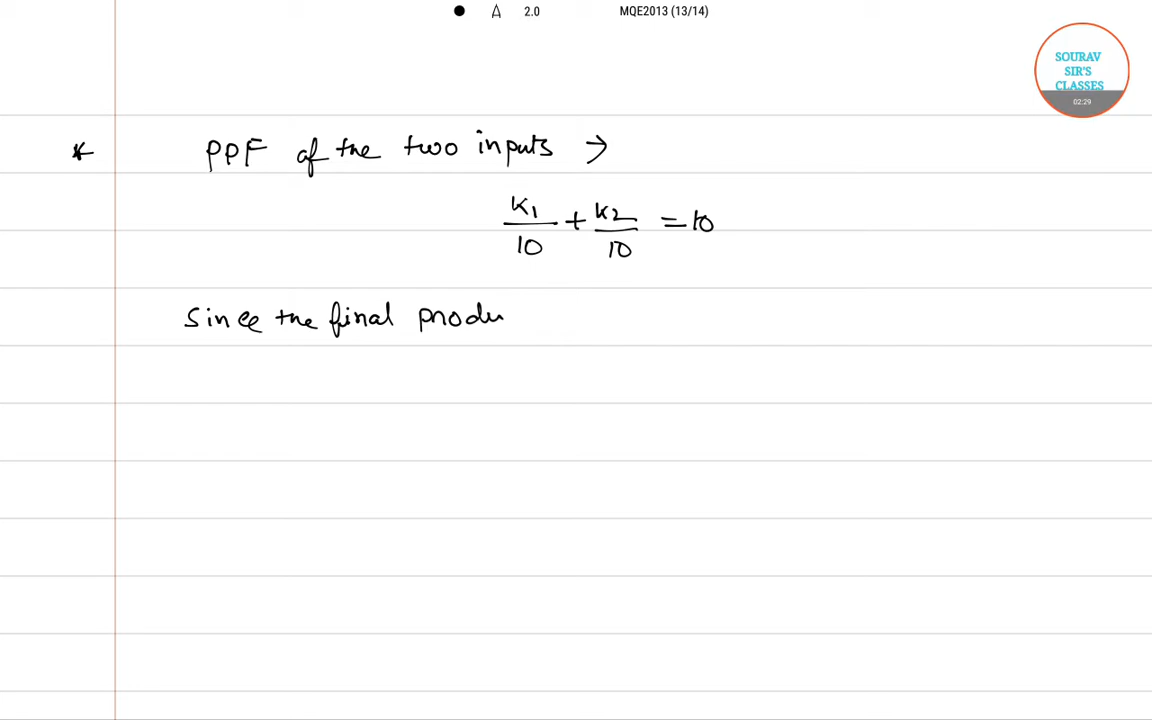 2.0 MQE2013 (13/14)
SOURAV
SIR'S
CLASSES
02:29
* PPF of the two inputs →
K1/10 + K2/10 = 10
Since the final produ